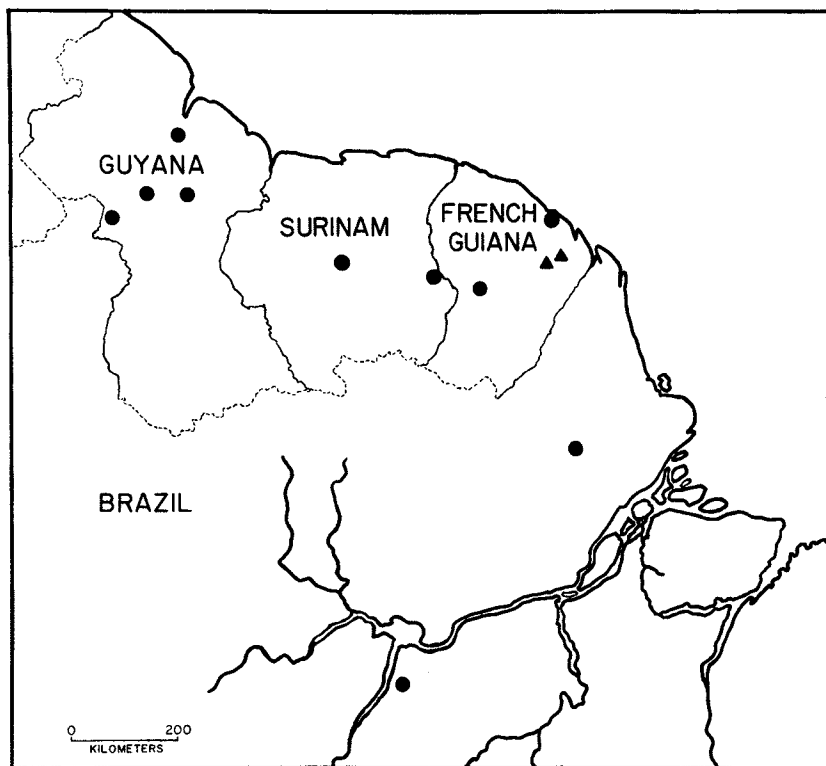 GUYANA
SURINAM
FRENCH
GUIANA
BRAZIL
0 200
KILOMETERS